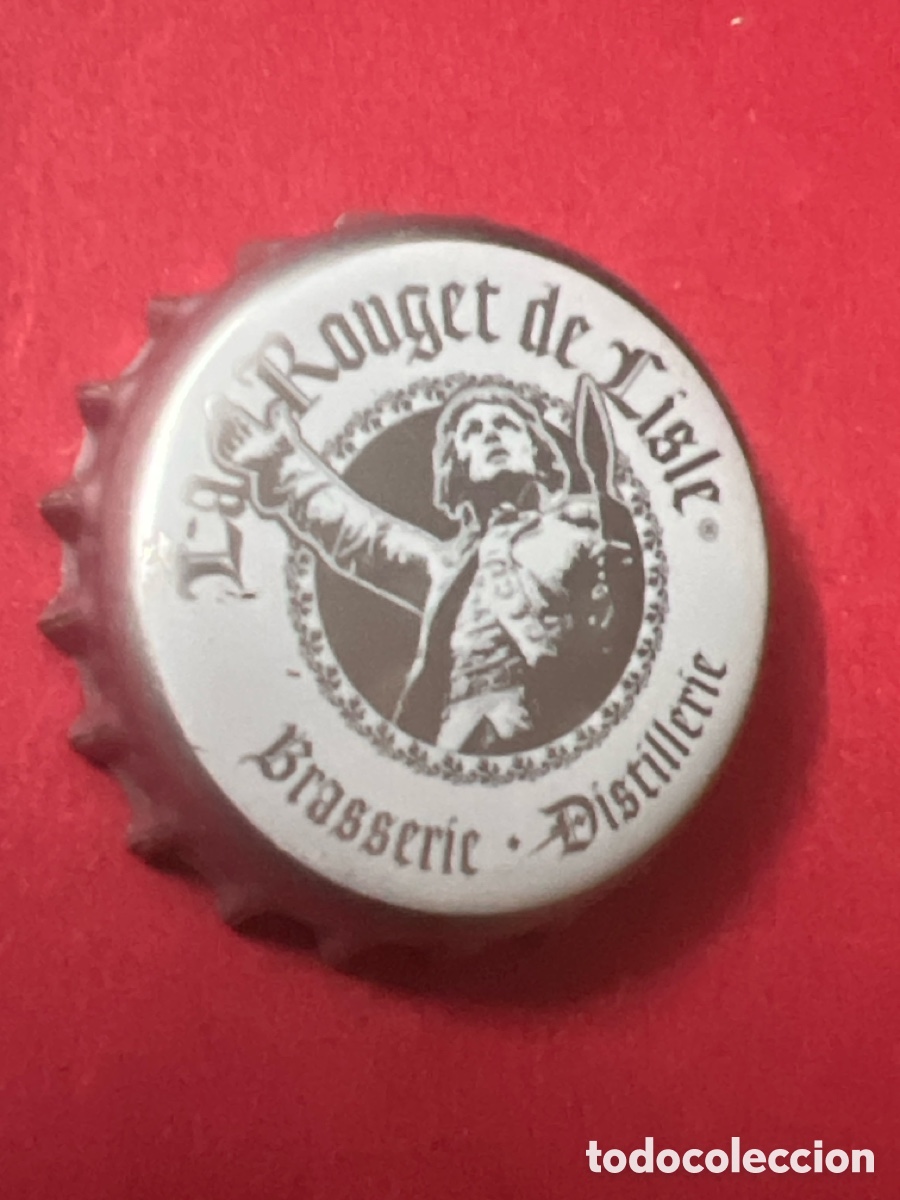 La Rouget de Lisle ®
Brasserie · Distillerie
todocoleccion